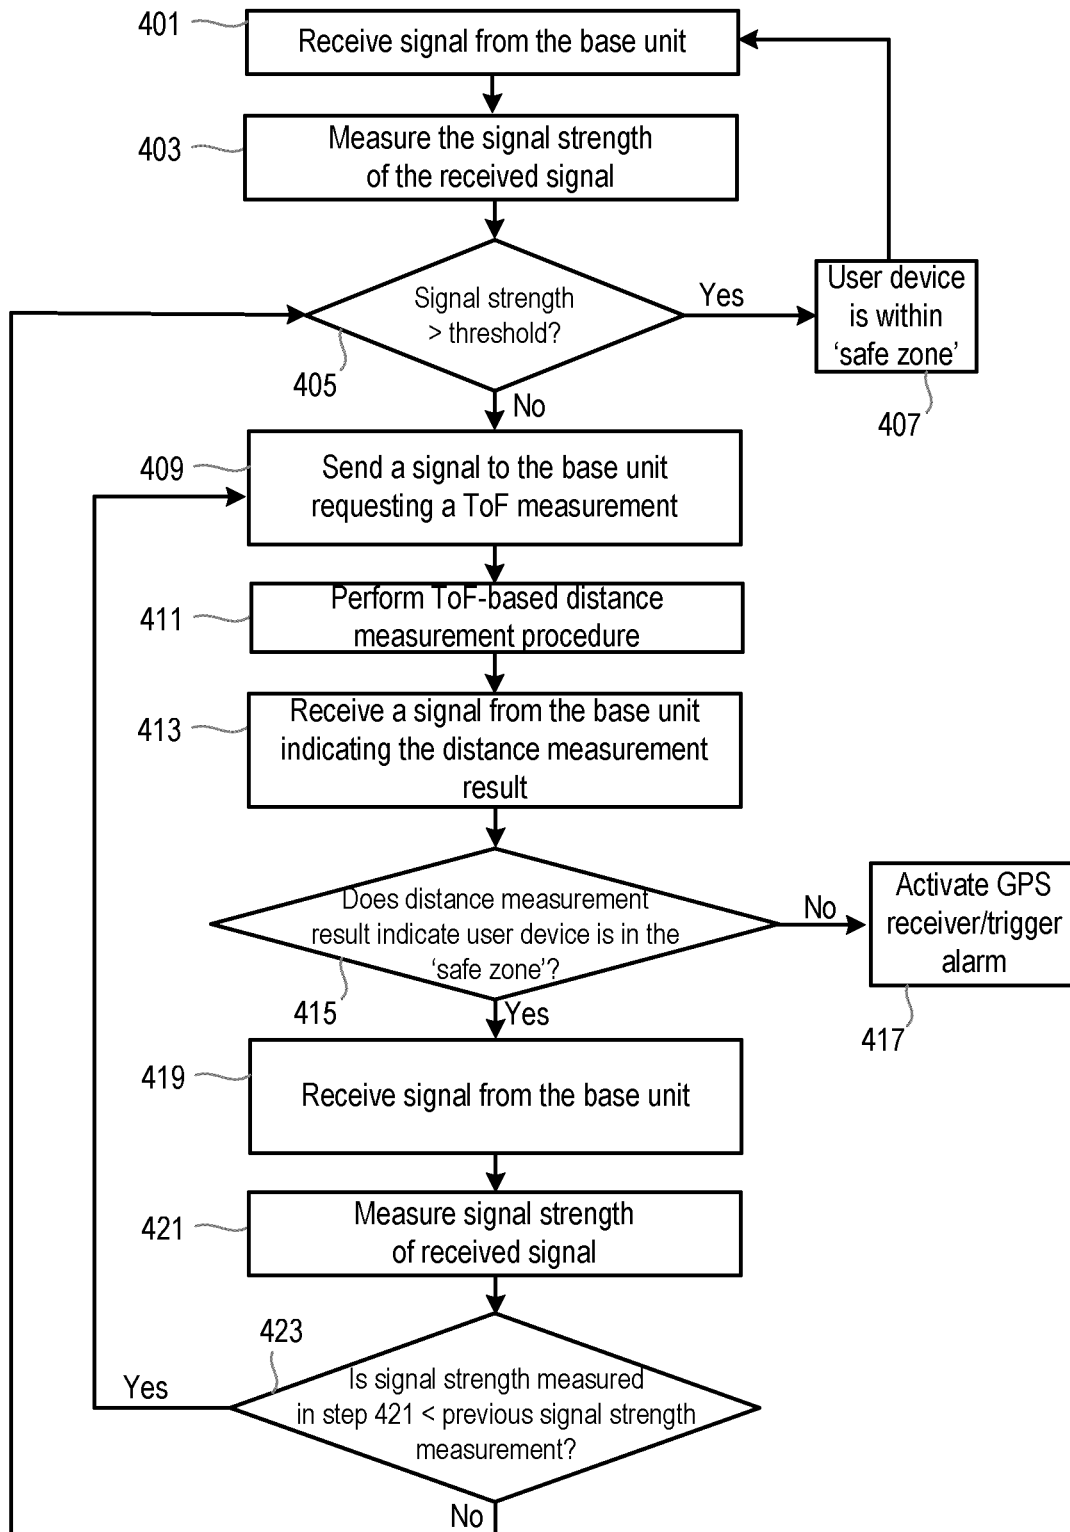 401
Receive signal from the base unit
403
Measure the signal strength
of the received signal
Signal strength
> threshold?
405
Yes
User device
is within
‘safe zone’
407
No
409
Send a signal to the base unit
requesting a ToF measurement
411
Perform ToF-based distance
measurement procedure
413
Receive a signal from the base unit
indicating the distance measurement
result
Does distance measurement
result indicate user device is in the
‘safe zone’?
415
No
Activate GPS
receiver/trigger
alarm
417
Yes
419
Receive signal from the base unit
421
Measure signal strength
of received signal
423
Is signal strength measured
in step 421 < previous signal strength
measurement?
Yes
No